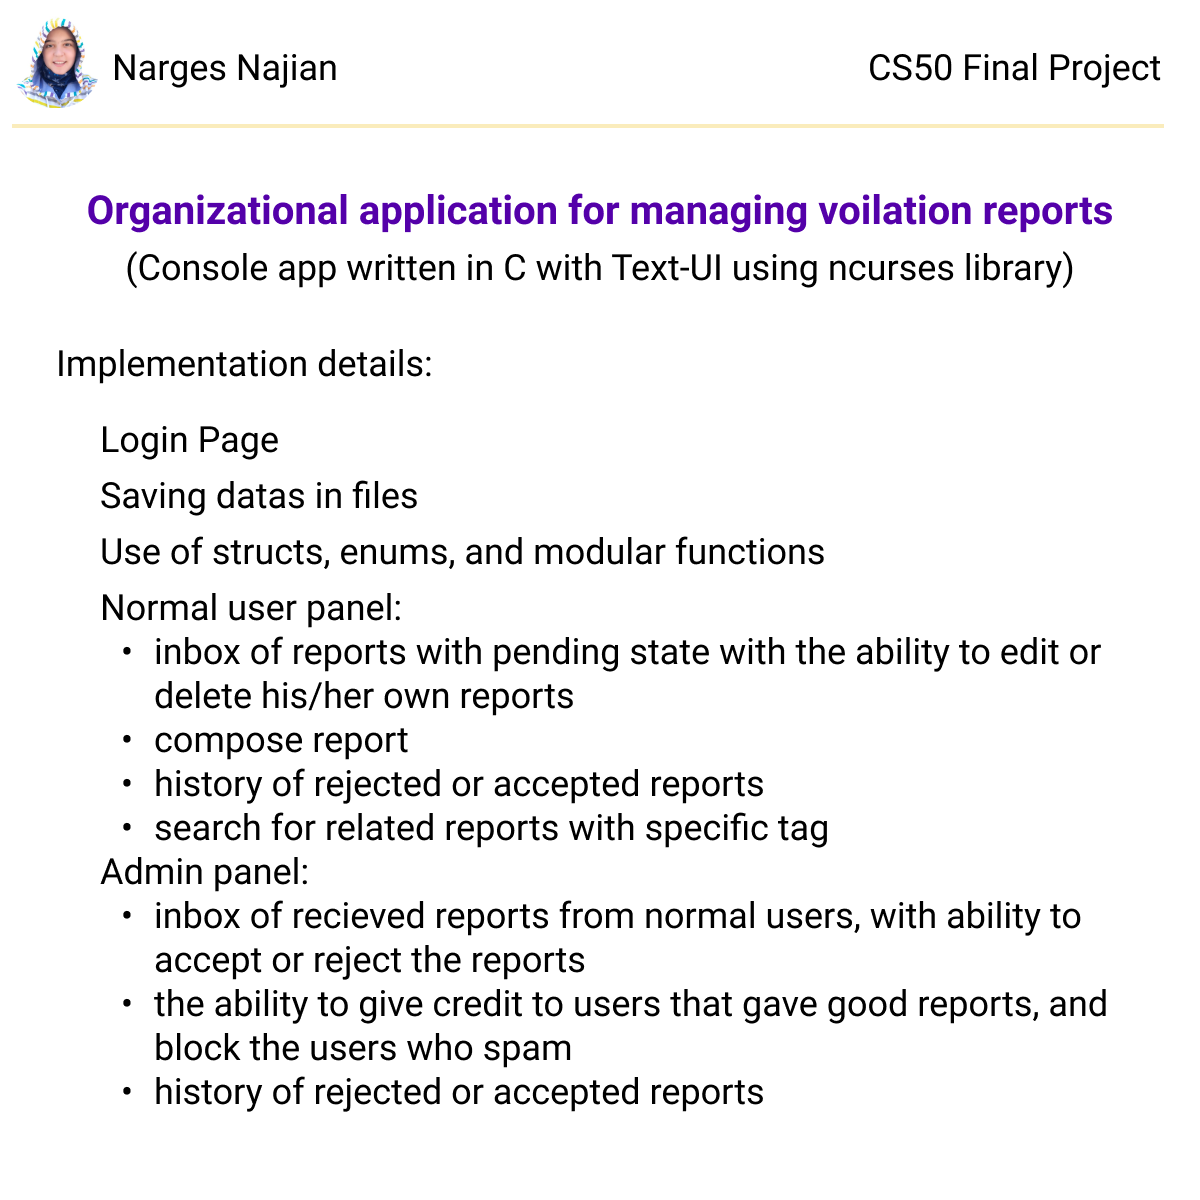 Narges Najian
CS50 Final Project
Organizational application for managing voilation reports
(Console app written in C with Text-UI using ncurses library)
Implementation details:
Login Page
Saving datas in files
Use of structs, enums, and modular functions
Normal user panel:
• inbox of reports with pending state with the ability to edit or
delete his/her own reports
• compose report
• history of rejected or accepted reports
• search for related reports with specific tag
Admin panel:
• inbox of recieved reports from normal users, with ability to
accept or reject the reports
• the ability to give credit to users that gave good reports, and
block the users who spam
• history of rejected or accepted reports